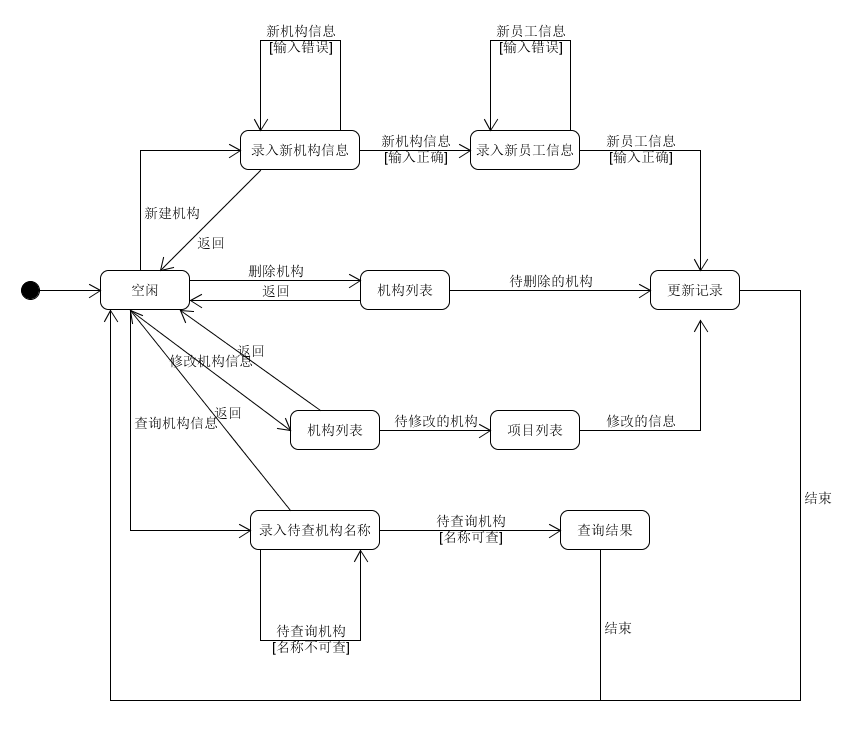 新机构信息
[输入错误]
新员工信息
[输入错误]
录入新机构信息
新机构信息
[输入正确]
录入新员工信息
新员工信息
[输入正确]
新建机构
返回
空闲
删除机构
返回
机构列表
待删除的机构
更新记录
返回
修改机构信息
返回
查询机构信息
机构列表
待修改的机构
项目列表
修改的信息
结束
录入待查机构名称
待查询机构
[名称可查]
查询结果
待查询机构
[名称不可查]
结束